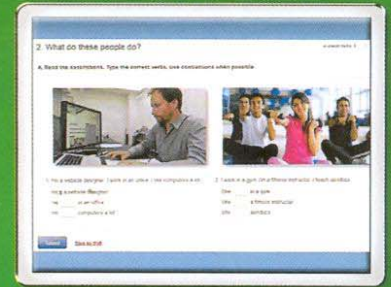 2. What do these people do?
A. Read the descriptions. Type the correct verbs. Use contractions when possible.
1. I'm a website designer. I work in an office. I use computers a lot.
He's a website designer.
He in an office.
He computers a lot.
2. I work in a gym. I'm a fitness instructor. I teach aerobics.
She in a gym.
She a fitness instructor.
She aerobics.